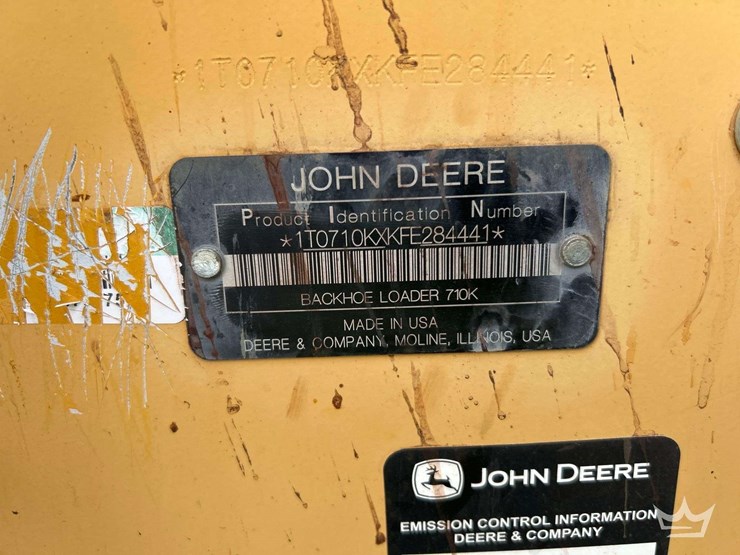 *1T0710KXKFE284441*
JOHN DEERE
Product Identification Number
*1T0710KXKFE284441*
BACKHOE LOADER 710K
MADE IN USA
DEERE & COMPANY, MOLINE, ILLINOIS, USA
JOHN DEERE
EMISSION CONTROL INFORMATION
DEERE & COMPANY